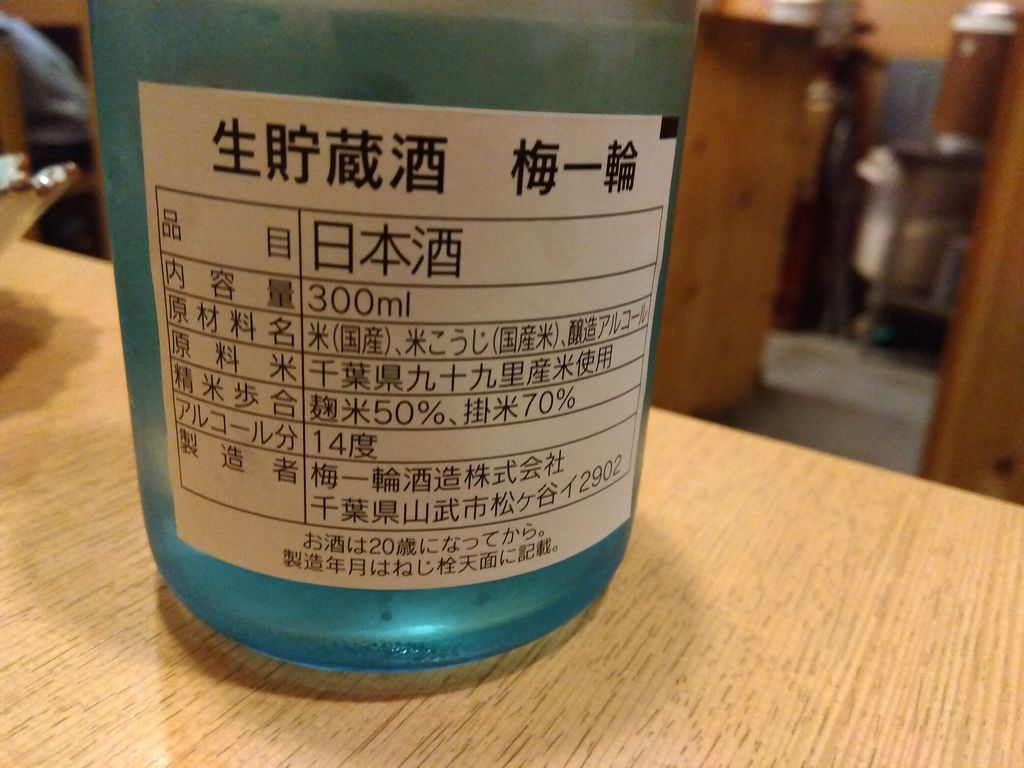 生貯蔵酒 梅一輪
品目 日本酒
内容量 300ml
原材料名 米(国産)、米こうじ(国産米)、醸造アルコール
原料米 千葉県九十九里産米使用
精米歩合 麹米50%、掛米70%
アルコール分 14度
製造者 梅一輪酒造株式会社
千葉県山武市松ヶ谷イ2902
お酒は20歳になってから。
製造年月はねじ栓天面に記載。